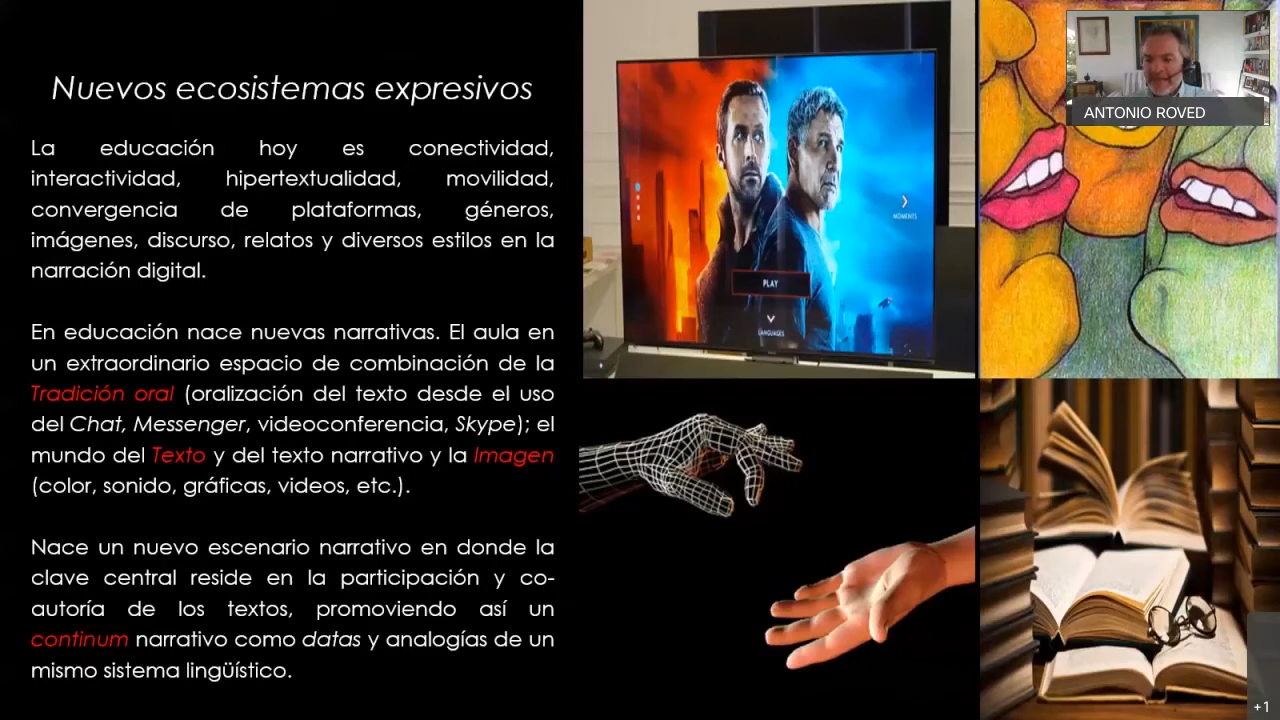 Nuevos ecosistemas expresivos
La educación hoy es conectividad,
interactividad, hipertextualidad, movilidad,
convergencia de plataformas, géneros,
imágenes, discurso, relatos y diversos estilos en la
narración digital.
En educación nace nuevas narrativas. El aula en
un extraordinario espacio de combinación de la
Tradición oral (oralización del texto desde el uso
del Chat, Messenger, videoconferencia, Skype); el
mundo del Texto y del texto narrativo y la Imagen
(color, sonido, gráficas, videos, etc.).
Nace un nuevo escenario narrativo en donde la
clave central reside en la participación y co-
autoría de los textos, promoviendo así un
continum narrativo como datas y analogías de un
mismo sistema lingüístico.
MOMENTS
PLAY
LANGUAGES
ANTONIO ROVED
+1